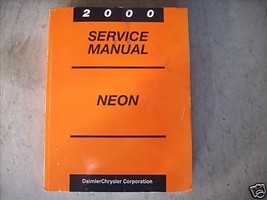 2000
SERVICE
MANUAL
NEON
DaimlerChrysler Corporation